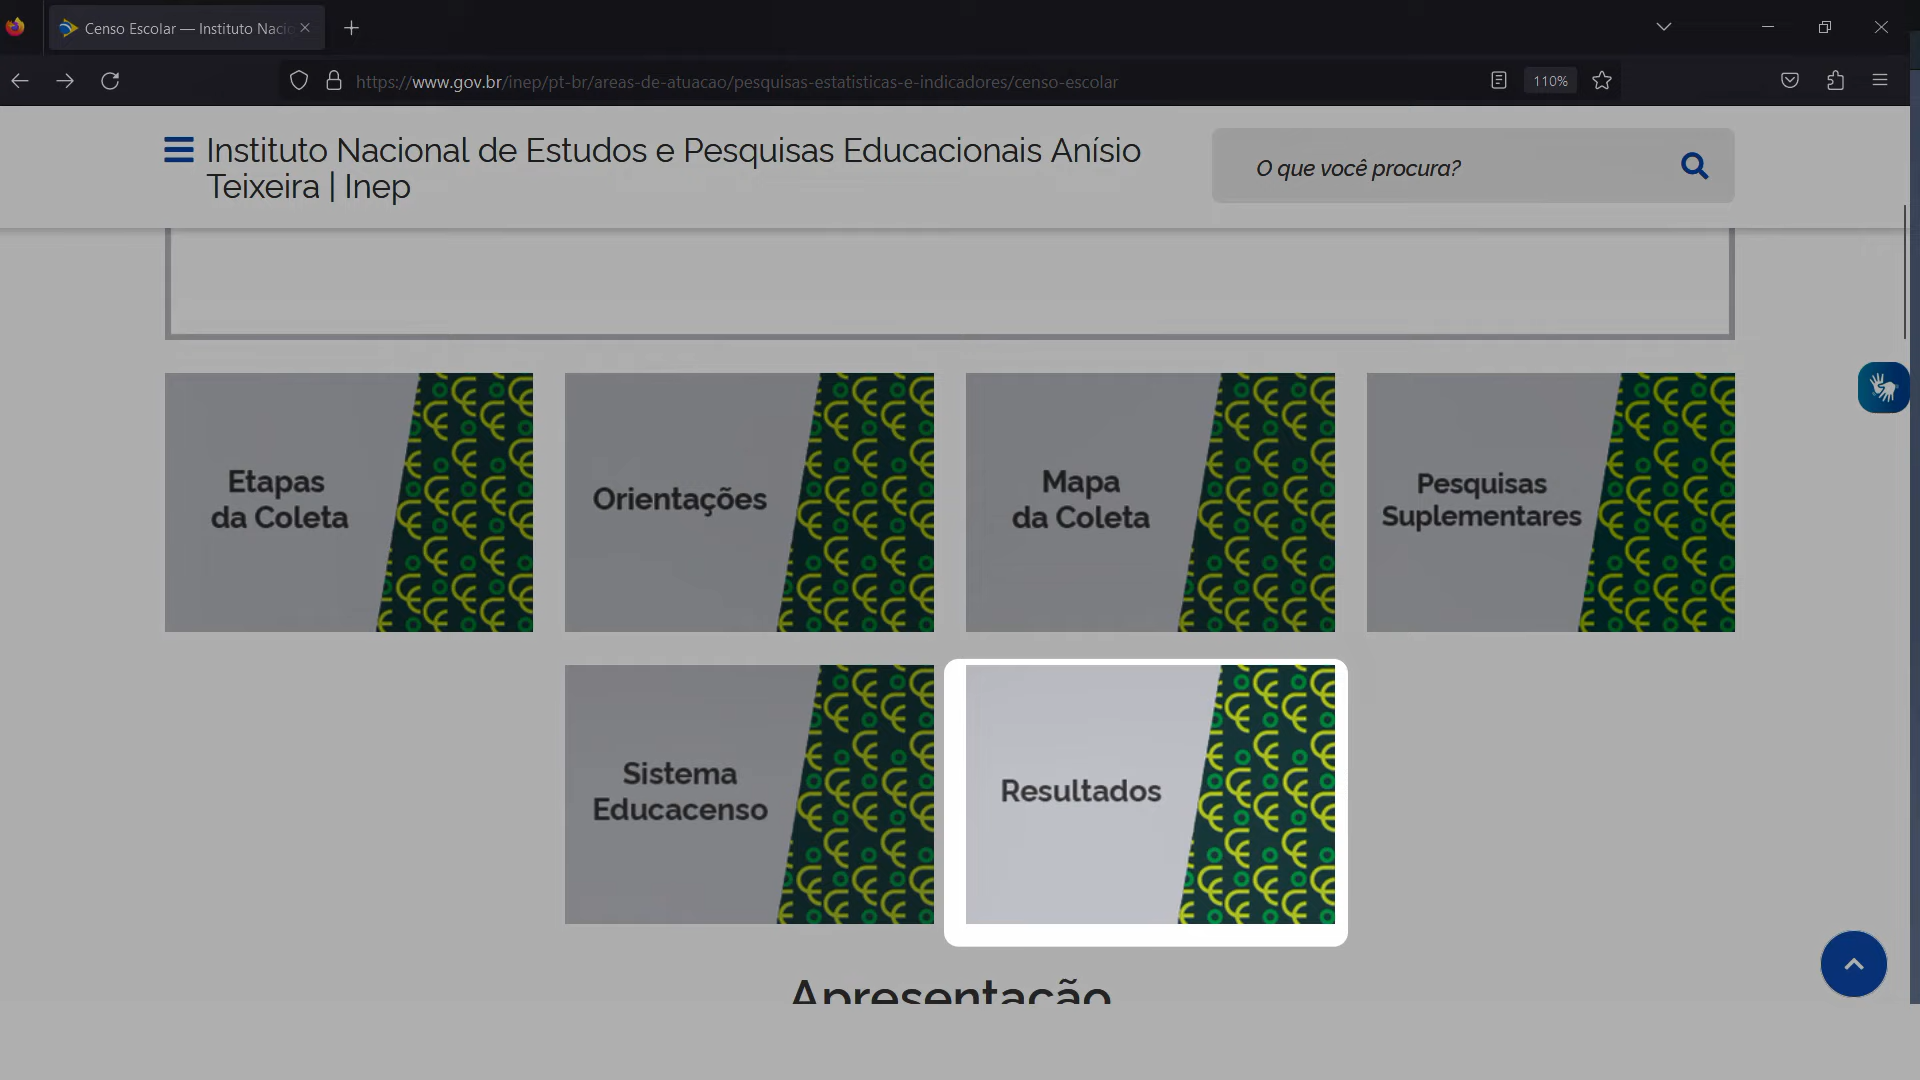 Censo Escolar — Instituto Nacio
https://www.gov.br/inep/pt-br/areas-de-atuacao/pesquisas-estatisticas-e-indicadores/censo-escolar
110%
Instituto Nacional de Estudos e Pesquisas Educacionais Anísio
Teixeira | Inep
O que você procura?
Etapas
da Coleta
Orientações
Mapa
da Coleta
Pesquisas
Suplementares
Sistema
Educacenso
Resultados
Apresentação